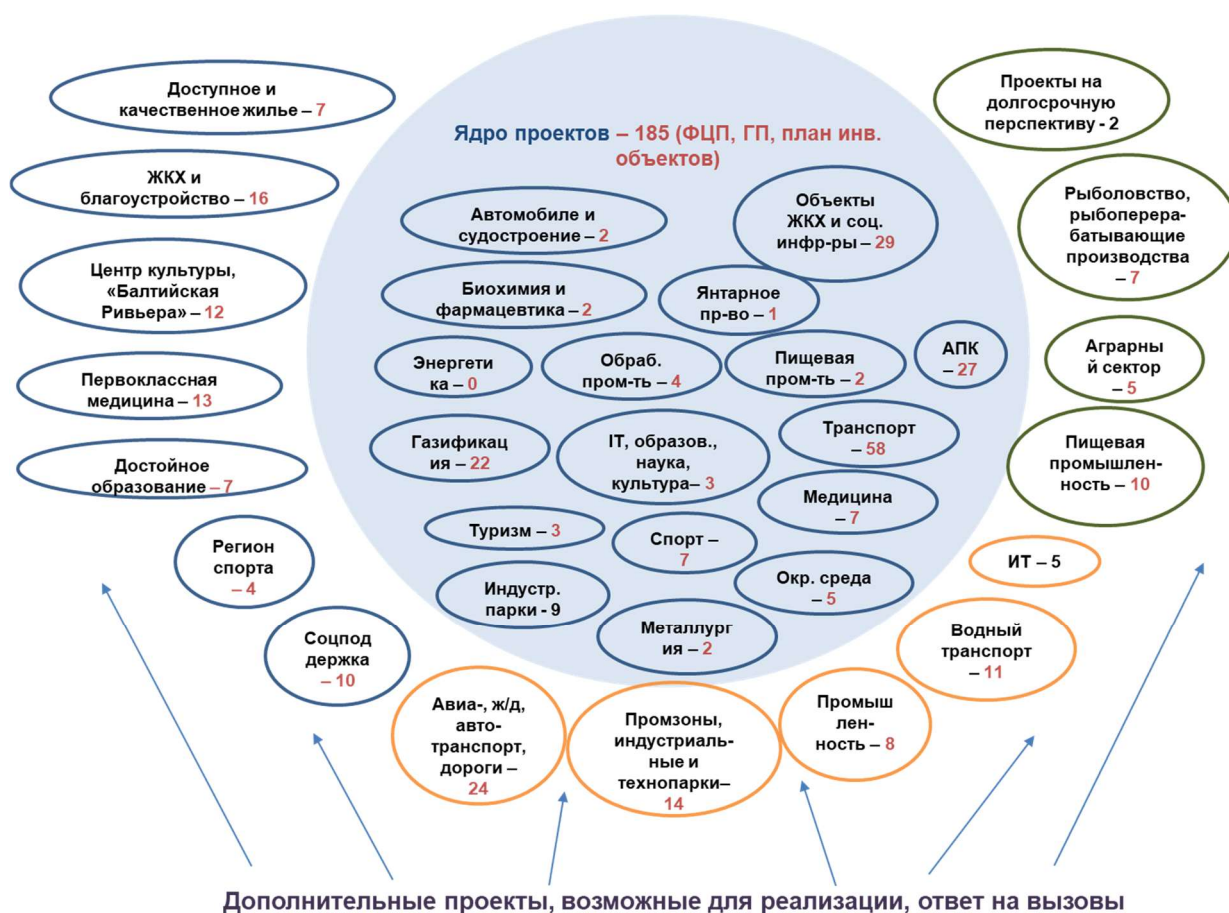 Доступное и
качественное жилье – 7
ЖКХ и
благоустройство – 16
Центр культуры,
«Балтийская
Ривьера» – 12
Первоклассная
медицина – 13
Достойное
образование – 7
Регион
спорта
– 4
Соцпод
держка
– 10
Ядро проектов – 185 (ФЦП, ГП, план инв.
объектов)
Автомобиле и
судостроение – 2
Объекты
ЖКХ и соц.
инфр-ры – 29
Биохимия и
фармацевтика – 2
Янтарное
пр-во – 1
Энергети
ка – 0
Обраб.
пром-ть – 4
Пищевая
пром-ть – 2
АПК
– 27
Газификац
ия – 22
IT, образов.,
наука,
культура– 3
Транспорт
– 58
Медицина
– 7
Туризм – 3
Спорт –
7
Индустр.
парки - 9
Окр. среда
– 5
Металлург
ия – 2
Проекты на
долгосрочную
перспективу - 2
Рыболовство,
рыбоперера-
батывающие
производства
– 7
Аграрны
й сектор
– 5
Пищевая
промышлен-
ность – 10
ИТ – 5
Водный
транспорт
– 11
Промыш
лен-
ность – 8
Промзоны,
индустриаль-
ные и
технопарки–
14
Авиа-, ж/д,
авто-
транспорт,
дороги –
24
Дополнительные проекты, возможные для реализации, ответ на вызовы